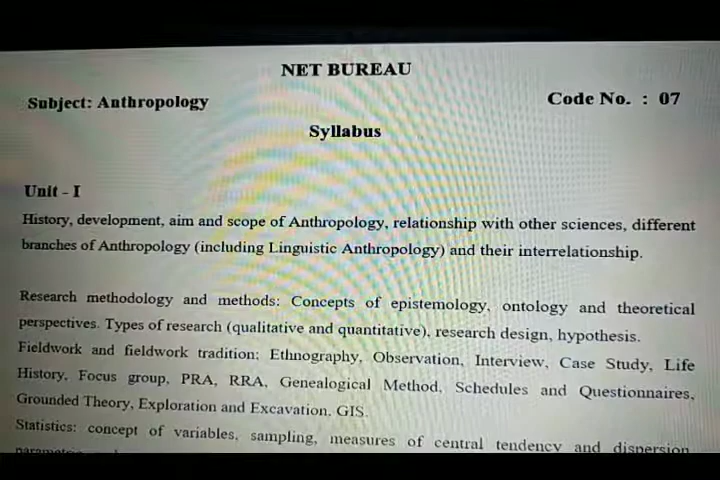 NET BUREAU
Subject: Anthropology
Code No. : 07
Syllabus
Unit - I
History, development, aim and scope of Anthropology, relationship with other sciences, different
branches of Anthropology (including Linguistic Anthropology) and their interrelationship.
Research methodology and methods: Concepts of epistemology, ontology and theoretical
perspectives. Types of research (qualitative and quantitative), research design, hypothesis.
Fieldwork and fieldwork tradition: Ethnography, Observation, Interview, Case Study, Life
History, Focus group, PRA, RRA, Genealogical Method, Schedules and Questionnaires,
Grounded Theory, Exploration and Excavation, GIS.
Statistics: concept of variables, sampling, measures of central tendency and dispersion,